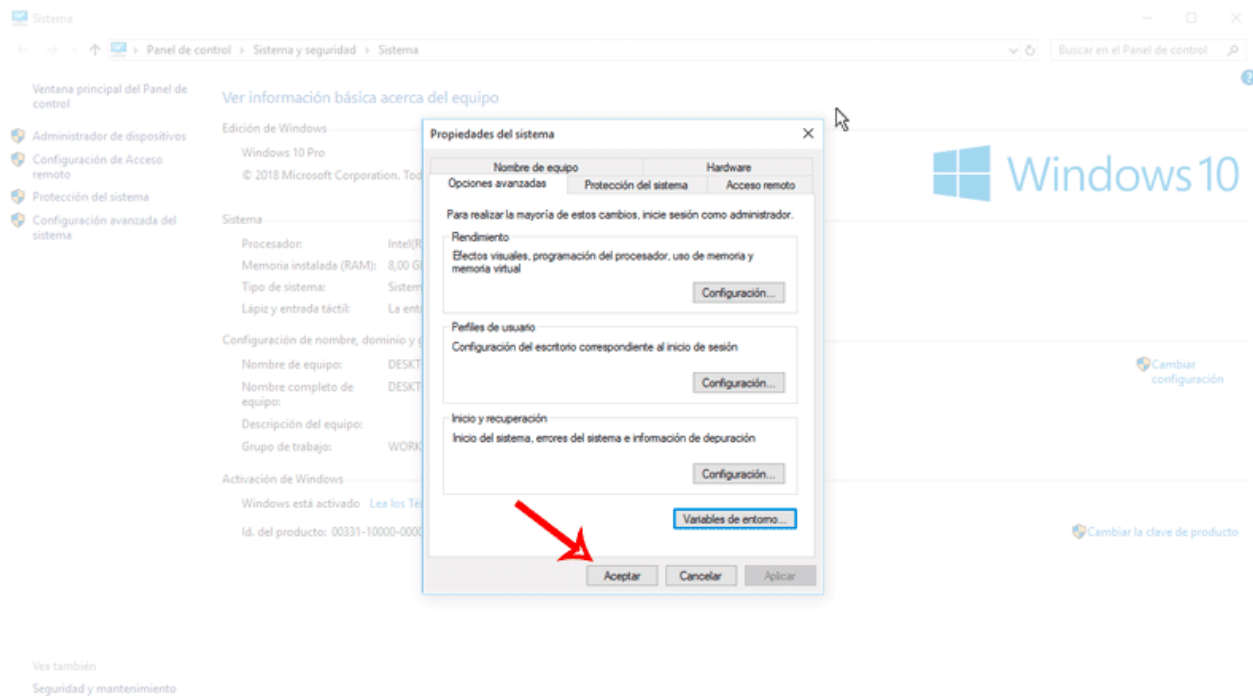 Sistema
Panel de control › Sistema y seguridad › Sistema
Buscar en el Panel de control
Ventana principal del Panel de
control
Administrador de dispositivos
Configuración de Acceso
remoto
Protección del sistema
Configuración avanzada del
sistema
Vea también
Seguridad y mantenimiento
Ver información básica acerca del equipo
Edición de Windows
Windows 10 Pro
© 2018 Microsoft Corporation. Tod
Sistema
Procesador: Intel(R
Memoria instalada (RAM): 8,00 G
Tipo de sistema: Sistem
Lápiz y entrada táctil: La ent
Configuración de nombre, dominio y g
Nombre de equipo: DESKT
Nombre completo de DESKT
equipo:
Descripción del equipo:
Grupo de trabajo: WORK
Activación de Windows
Windows está activado Lea los Té
Id. del producto: 00331-10000-0000
Windows 10
Cambiar
configuración
Cambiar la clave de producto
Propiedades del sistema
Nombre de equipo Hardware
Opciones avanzadas Protección del sistema Acceso remoto
Para realizar la mayoría de estos cambios, inicie sesión como administrador.
Rendimiento
Efectos visuales, programación del procesador, uso de memoria y
memoria virtual
Configuración...
Perfiles de usuario
Configuración del escritorio correspondiente al inicio de sesión
Configuración...
Inicio y recuperación
Inicio del sistema, errores del sistema e información de depuración
Configuración...
Variables de entorno...
Aceptar Cancelar Aplicar